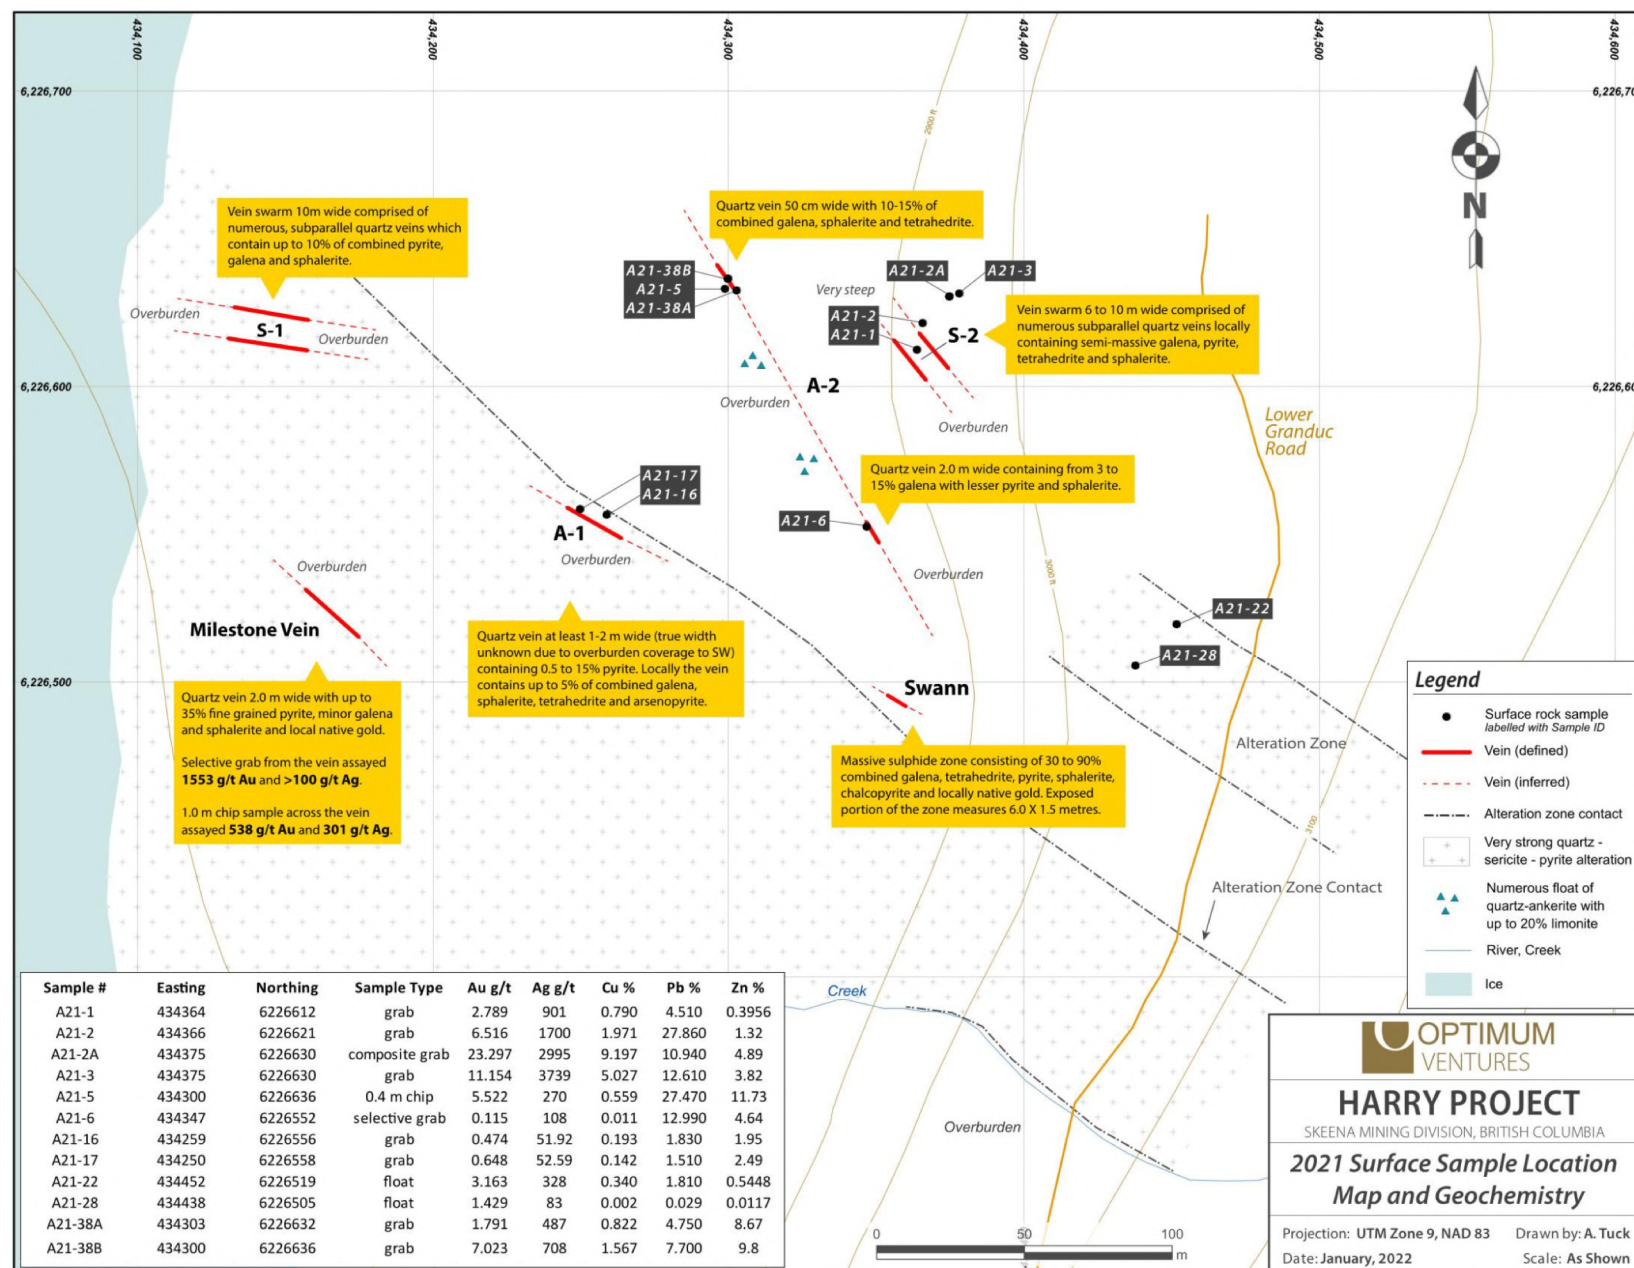 434,100
434,200
434,300
434,400
434,500
434,600
6,226,700
6,226,70
N
2900 ft
Vein swarm 10m wide comprised of
numerous, subparallel quartz veins which
contain up to 10% of combined pyrite,
galena and sphalerite.
Quartz vein 50 cm wide with 10-15% of
combined galena, sphalerite and tetrahedrite.
A21-38B
A21-5
A21-38A
A21-2A
A21-3
Very steep
A21-2
A21-1
S-2
Vein swarm 6 to 10 m wide comprised of
numerous subparallel quartz veins locally
containing semi-massive galena, pyrite,
tetrahedrite and sphalerite.
Overburden
S-1
Overburden
6,226,600
6,226,60
A-2
Overburden
Overburden
Lower
Granduc
Road
Quartz vein 2.0 m wide containing from 3 to
15% galena with lesser pyrite and sphalerite.
A21-17
A21-16
A-1
Overburden
A21-6
Overburden
3000 ft
Overburden
Milestone Vein
A21-22
A21-28
Quartz vein at least 1-2 m wide (true width
unknown due to overburden coverage to SW)
containing 0.5 to 15% pyrite. Locally the vein
contains up to 5% of combined galena,
sphalerite, tetrahedrite and arsenopyrite.
6,226,500
Swann
Quartz vein 2.0 m wide with up to
35% fine grained pyrite, minor galena
and sphalerite and local native gold.
Selective grab from the vein assayed
1553 g/t Au and >100 g/t Ag.
1.0 m chip sample across the vein
assayed 538 g/t Au and 301 g/t Ag.
Massive sulphide zone consisting of 30 to 90%
combined galena, tetrahedrite, pyrite, sphalerite,
chalcopyrite and locally native gold. Exposed
portion of the zone measures 6.0 X 1.5 metres.
Alteration Zone
3100
Alteration Zone Contact
Legend
Surface rock sample
labelled with Sample ID
Vein (defined)
Vein (inferred)
Alteration zone contact
Very strong quartz -
sericite - pyrite alteration
Numerous float of
quartz-ankerite with
up to 20% limonite
River, Creek
Ice
Creek
Overburden
Sample # Easting Northing Sample Type Au g/t Ag g/t Cu % Pb % Zn %
A21-1 434364 6226612 grab 2.789 901 0.790 4.510 0.3956
A21-2 434366 6226621 grab 6.516 1700 1.971 27.860 1.32
A21-2A 434375 6226630 composite grab 23.297 2995 9.197 10.940 4.89
A21-3 434375 6226630 grab 11.154 3739 5.027 12.610 3.82
A21-5 434300 6226636 0.4 m chip 5.522 270 0.559 27.470 11.73
A21-6 434347 6226552 selective grab 0.115 108 0.011 12.990 4.64
A21-16 434259 6226556 grab 0.474 51.92 0.193 1.830 1.95
A21-17 434250 6226558 grab 0.648 52.59 0.142 1.510 2.49
A21-22 434452 6226519 float 3.163 328 0.340 1.810 0.5448
A21-28 434438 6226505 float 1.429 83 0.002 0.029 0.0117
A21-38A 434303 6226632 grab 1.791 487 0.822 4.750 8.67
A21-38B 434300 6226636 grab 7.023 708 1.567 7.700 9.8
0 50 100
m
OPTIMUM
VENTURES
HARRY PROJECT
SKEENA MINING DIVISION, BRITISH COLUMBIA
2021 Surface Sample Location
Map and Geochemistry
Projection: UTM Zone 9, NAD 83 Drawn by: A. Tuck
Date: January, 2022 Scale: As Shown